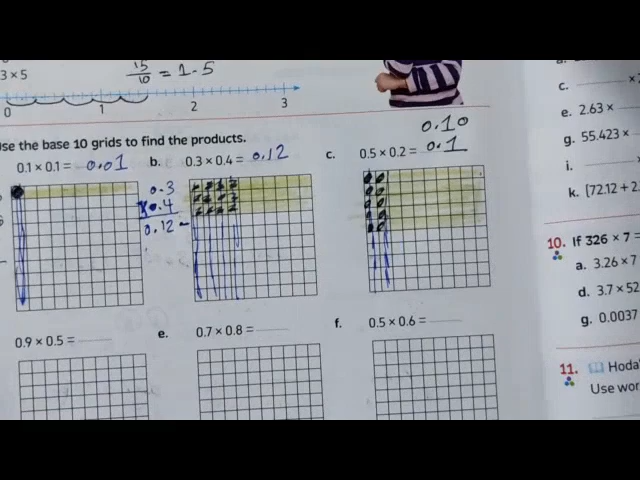 3 × 5
15/10 = 1.5
0 1 2 3
Use the base 10 grids to find the products.
0.1 × 0.1 = 0.01
b. 0.3 × 0.4 = 0.12
0.10
c. 0.5 × 0.2 = 0.1
0.3
× 0.4
0.12
0.9 × 0.5 =
e. 0.7 × 0.8 =
f. 0.5 × 0.6 =
a.
c. × 2
e. 2.63 ×
g. 55.423 ×
i.
k. (72.12 + 2
10. If 326 × 7 =
a. 3.26 × 7
d. 3.7 × 52
g. 0.0037
11. Hoda
Use wor